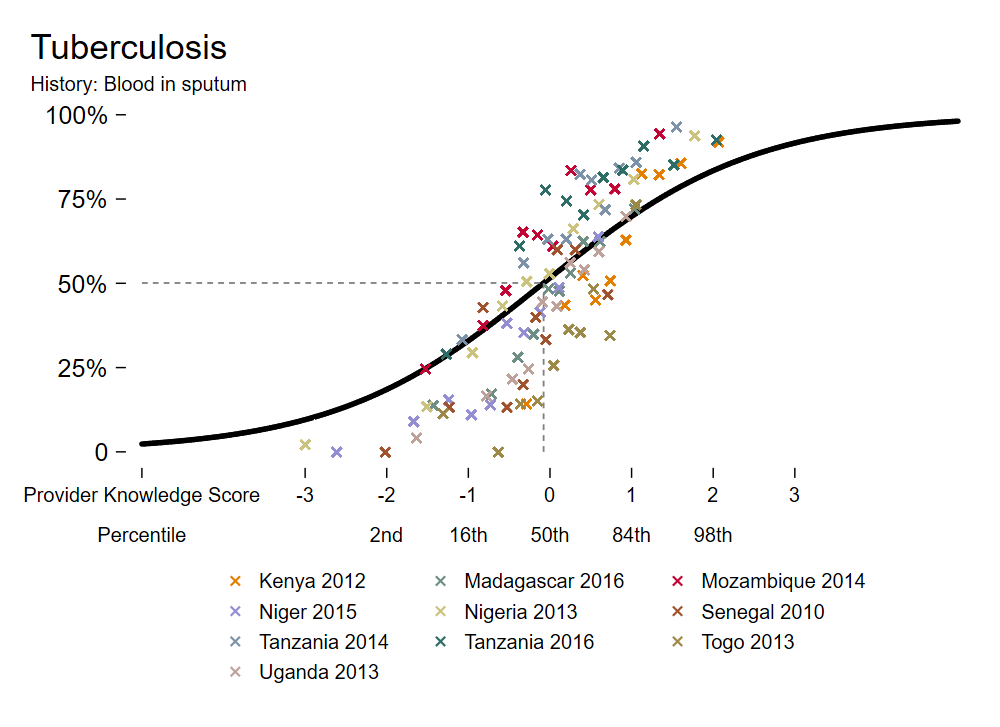 Tuberculosis
History: Blood in sputum
100%
75%
50%
25%
0
Provider Knowledge Score -3 -2 -1 0 1 2 3
Percentile 2nd 16th 50th 84th 98th
Kenya 2012 Madagascar 2016 Mozambique 2014
Niger 2015 Nigeria 2013 Senegal 2010
Tanzania 2014 Tanzania 2016 Togo 2013
Uganda 2013